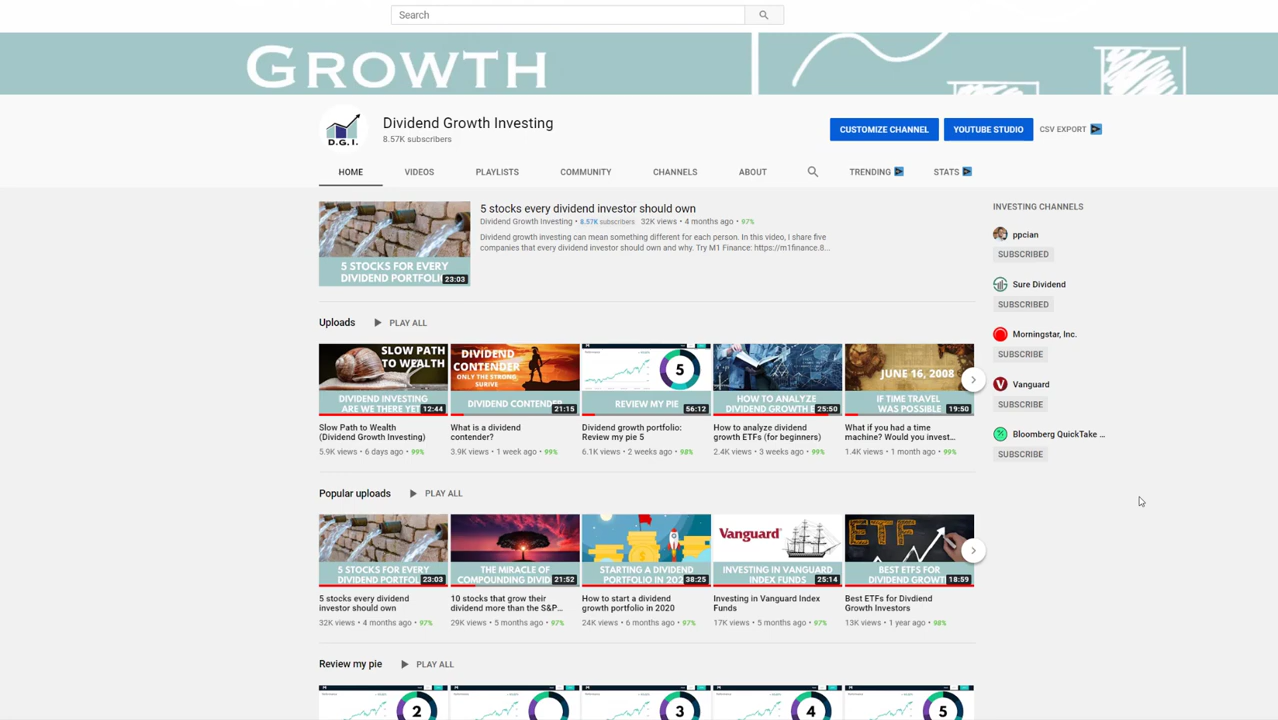 Search
GROWTH
D.G.I.
Dividend Growth Investing
8.57K subscribers
CUSTOMIZE CHANNEL
YOUTUBE STUDIO
CSV EXPORT
HOME
VIDEOS
PLAYLISTS
COMMUNITY
CHANNELS
ABOUT
TRENDING
STATS
5 STOCKS FOR EVERY
DIVIDEND PORTFOLI
23:03
5 stocks every dividend investor should own
Dividend Growth Investing • 8.57K subscribers 32K views • 4 months ago • 97%
Dividend growth investing can mean something different for each person. In this video, I share five
companies that every dividend investor should own and why. Try M1 Finance: https://m1finance.8...
INVESTING CHANNELS
ppcian
SUBSCRIBED
Sure Dividend
SUBSCRIBED
Morningstar, Inc.
SUBSCRIBE
Vanguard
SUBSCRIBE
Bloomberg QuickTake ...
SUBSCRIBE
Uploads
PLAY ALL
SLOW PATH
TO WEALTH
DIVIDEND INVESTING
ARE WE THERE YET
12:44
Slow Path to Wealth
(Dividend Growth Investing)
5.9K views • 6 days ago • 99%
DIVIDEND
CONTENDER
ONLY THE STRONG
SURIVE
DIVIDEND CONTENDE
21:15
What is a dividend
contender?
3.9K views • 1 week ago • 99%
5
REVIEW MY PIE
56:12
Dividend growth portfolio:
Review my pie 5
6.1K views • 2 weeks ago • 98%
HOW TO ANALYZE
DIVIDEND GROWTH E
25:50
How to analyze dividend
growth ETFs (for beginners)
2.4K views • 3 weeks ago • 99%
JUNE 16, 2008
IF TIME TRAVEL
WAS POSSIBLE
19:50
What if you had a time
machine? Would you invest...
1.4K views • 1 month ago • 99%
Popular uploads
PLAY ALL
5 STOCKS FOR EVERY
DIVIDEND PORTFOL
23:03
5 stocks every dividend
investor should own
32K views • 4 months ago • 97%
THE MIRACLE OF
COMPOUNDING DIVID
21:52
10 stocks that grow their
dividend more than the S&P...
29K views • 5 months ago • 97%
STARTING A DIVIDEND
PORTFOLIO IN 202
38:25
How to start a dividend
growth portfolio in 2020
24K views • 6 months ago • 97%
Vanguard
INVESTING IN VANGUARD
INDEX FUNDS
25:14
Investing in Vanguard Index
Funds
17K views • 5 months ago • 97%
ETF
BEST ETFS FOR
DIVIDEND GROWT
18:59
Best ETFs for Divdiend
Growth Investors
13K views • 1 year ago • 98%
Review my pie
PLAY ALL
2
3
4
5